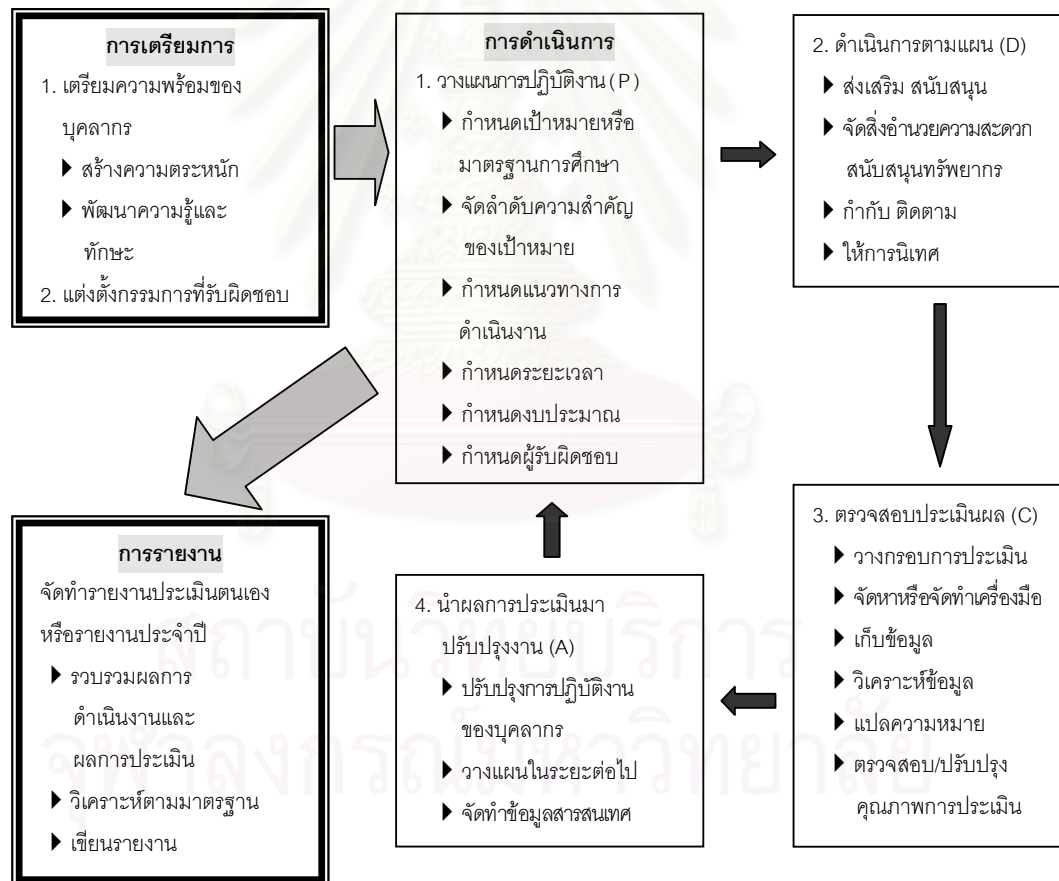 การเตรียมการ
1. เตรียมความพร้อมของ
บุคลากร
สร้างความตระหนัก
พัฒนาความรู้และ
ทักษะ
2. แต่งตั้งกรรมการที่รับผิดชอบ
การดำเนินการ
1. วางแผนการปฏิบัติงาน (P)
กำหนดเป้าหมายหรือ
มาตรฐานการศึกษา
จัดลำดับความสำคัญ
ของเป้าหมาย
กำหนดแนวทางการ
ดำเนินงาน
กำหนดระยะเวลา
กำหนดงบประมาณ
กำหนดผู้รับผิดชอบ
2. ดำเนินการตามแผน (D)
ส่งเสริม สนับสนุน
จัดสิ่งอำนวยความสะดวก
สนับสนุนทรัพยากร
กำกับ ติดตาม
ให้การนิเทศ
3. ตรวจสอบประเมินผล (C)
วางกรอบการประเมิน
จัดหาหรือจัดทำเครื่องมือ
เก็บข้อมูล
วิเคราะห์ข้อมูล
แปลความหมาย
ตรวจสอบ/ปรับปรุง
คุณภาพการประเมิน
4. นำผลการประเมินมา
ปรับปรุงงาน (A)
ปรับปรุงการปฏิบัติงาน
ของบุคลากร
วางแผนในระยะต่อไป
จัดทำข้อมูลสารสนเทศ
การรายงาน
จัดทำรายงานประเมินตนเอง
หรือรายงานประจำปี
รวบรวมผลการ
ดำเนินงานและ
ผลการประเมิน
วิเคราะห์ตามมาตรฐาน
เขียนรายงาน
สถาบันวิทยบริการ
จุฬาลงกรณ์มหาวิทยาลัย